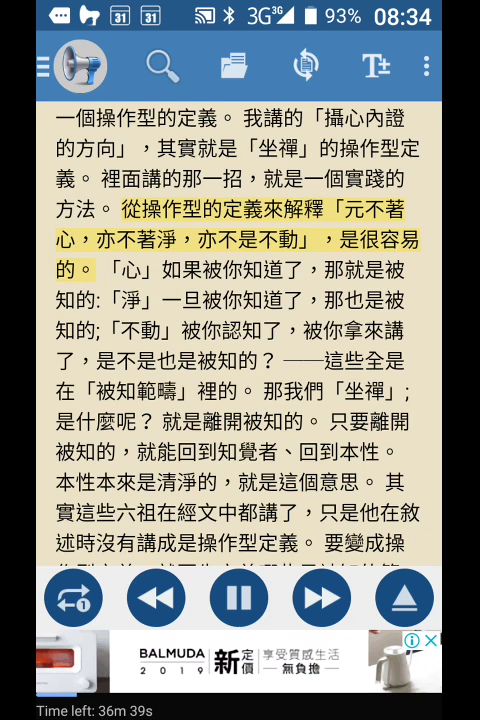 31
31
3G 3G
93%
08:34
T±
一個操作型的定義。 我講的「攝心內證
的方向」，其實就是「坐禪」的操作型定
義。 裡面講的那一招，就是一個實踐的
方法。 從操作型的定義來解釋「元不著
心，亦不著淨，亦不是不動」，是很容易
的。 「心」如果被你知道了，那就是被
知的:「淨」一旦被你知道了，那也是被
知的;「不動」被你認知了，被你拿來講
了，是不是也是被知的？ ——這些全是
在「被知範疇」裡的。 那我們「坐禪」;
是什麼呢？ 就是離開被知的。 只要離開
被知的，就能回到知覺者、回到本性。
本性本來是清淨的，就是這個意思。 其
實這些六祖在經文中都講了，只是他在敘
述時沒有講成是操作型定義。 要變成操
1
BALMUDA
2 0 1 9
新定價
享受質感生活
無負擔
Time left: 36m 39s